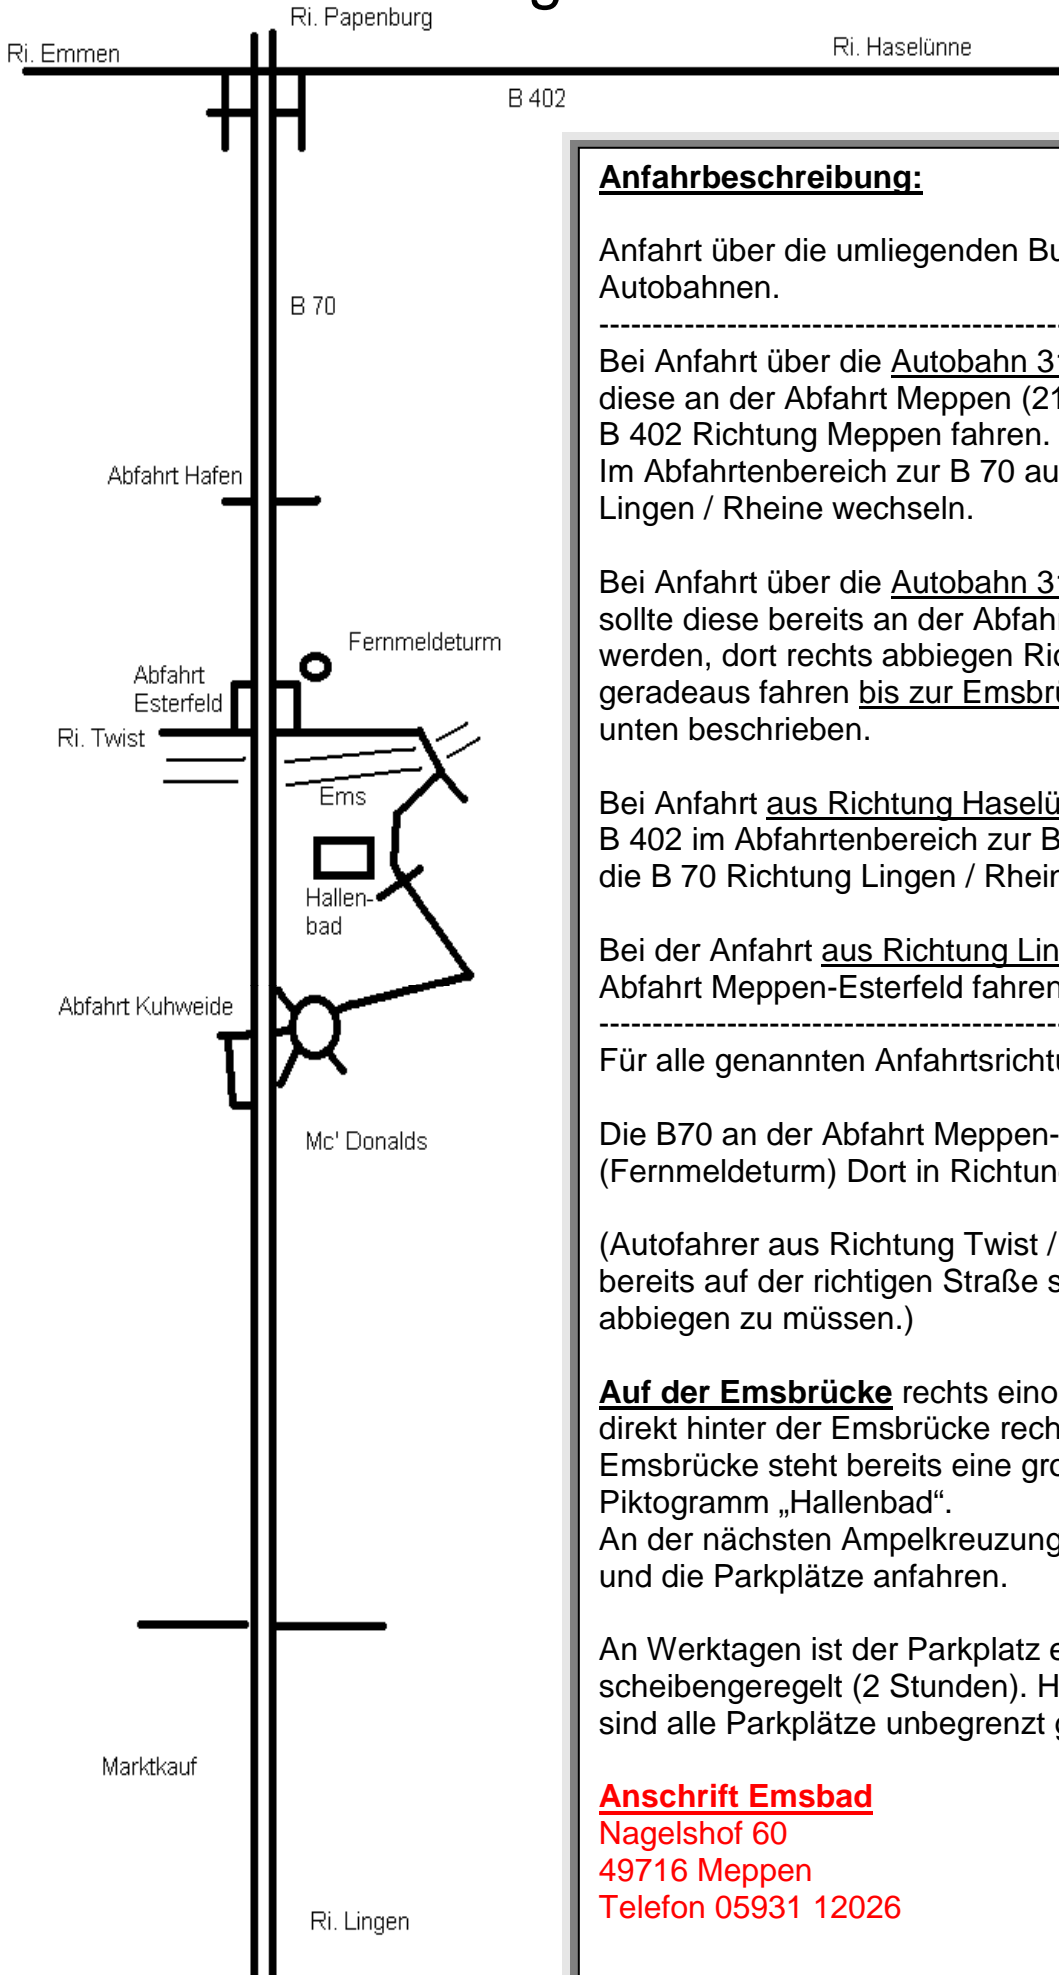 Ri. Papenburg
Ri. Emmen
Ri. Haselünne
B 402
B 70
Abfahrt Hafen
Fernmeldeturm
Abfahrt
Esterfeld
Ri. Twist
Ems
Hallen-
bad
Abfahrt Kuhweide
Mc' Donalds
Marktkauf
Ri. Lingen
Anfahrbeschreibung:
Anfahrt über die umliegenden Bu
Autobahnen.
Bei Anfahrt über die Autobahn 3
diese an der Abfahrt Meppen (21
B 402 Richtung Meppen fahren.
Im Abfahrtenbereich zur B 70 au
Lingen / Rheine wechseln.
Bei Anfahrt über die Autobahn 3
sollte diese bereits an der Abfah
werden, dort rechts abbiegen Ri
geradeaus fahren bis zur Emsbrü
unten beschrieben.
Bei Anfahrt aus Richtung Haselü
B 402 im Abfahrtenbereich zur B
die B 70 Richtung Lingen / Rhein
Bei der Anfahrt aus Richtung Lin
Abfahrt Meppen-Esterfeld fahren
Für alle genannten Anfahrtsricht
Die B70 an der Abfahrt Meppen-
(Fernmeldeturm) Dort in Richtun
(Autofahrer aus Richtung Twist /
bereits auf der richtigen Straße s
abbiegen zu müssen.)
Auf der Emsbrücke rechts eino
direkt hinter der Emsbrücke rech
Emsbrücke steht bereits eine gro
Piktogramm „Hallenbad“.
An der nächsten Ampelkreuzung
und die Parkplätze anfahren.
An Werktagen ist der Parkplatz e
scheibengeregelt (2 Stunden). H
sind alle Parkplätze unbegrenzt g
Anschrift Emsbad
Nagelshof 60
49716 Meppen
Telefon 05931 12026